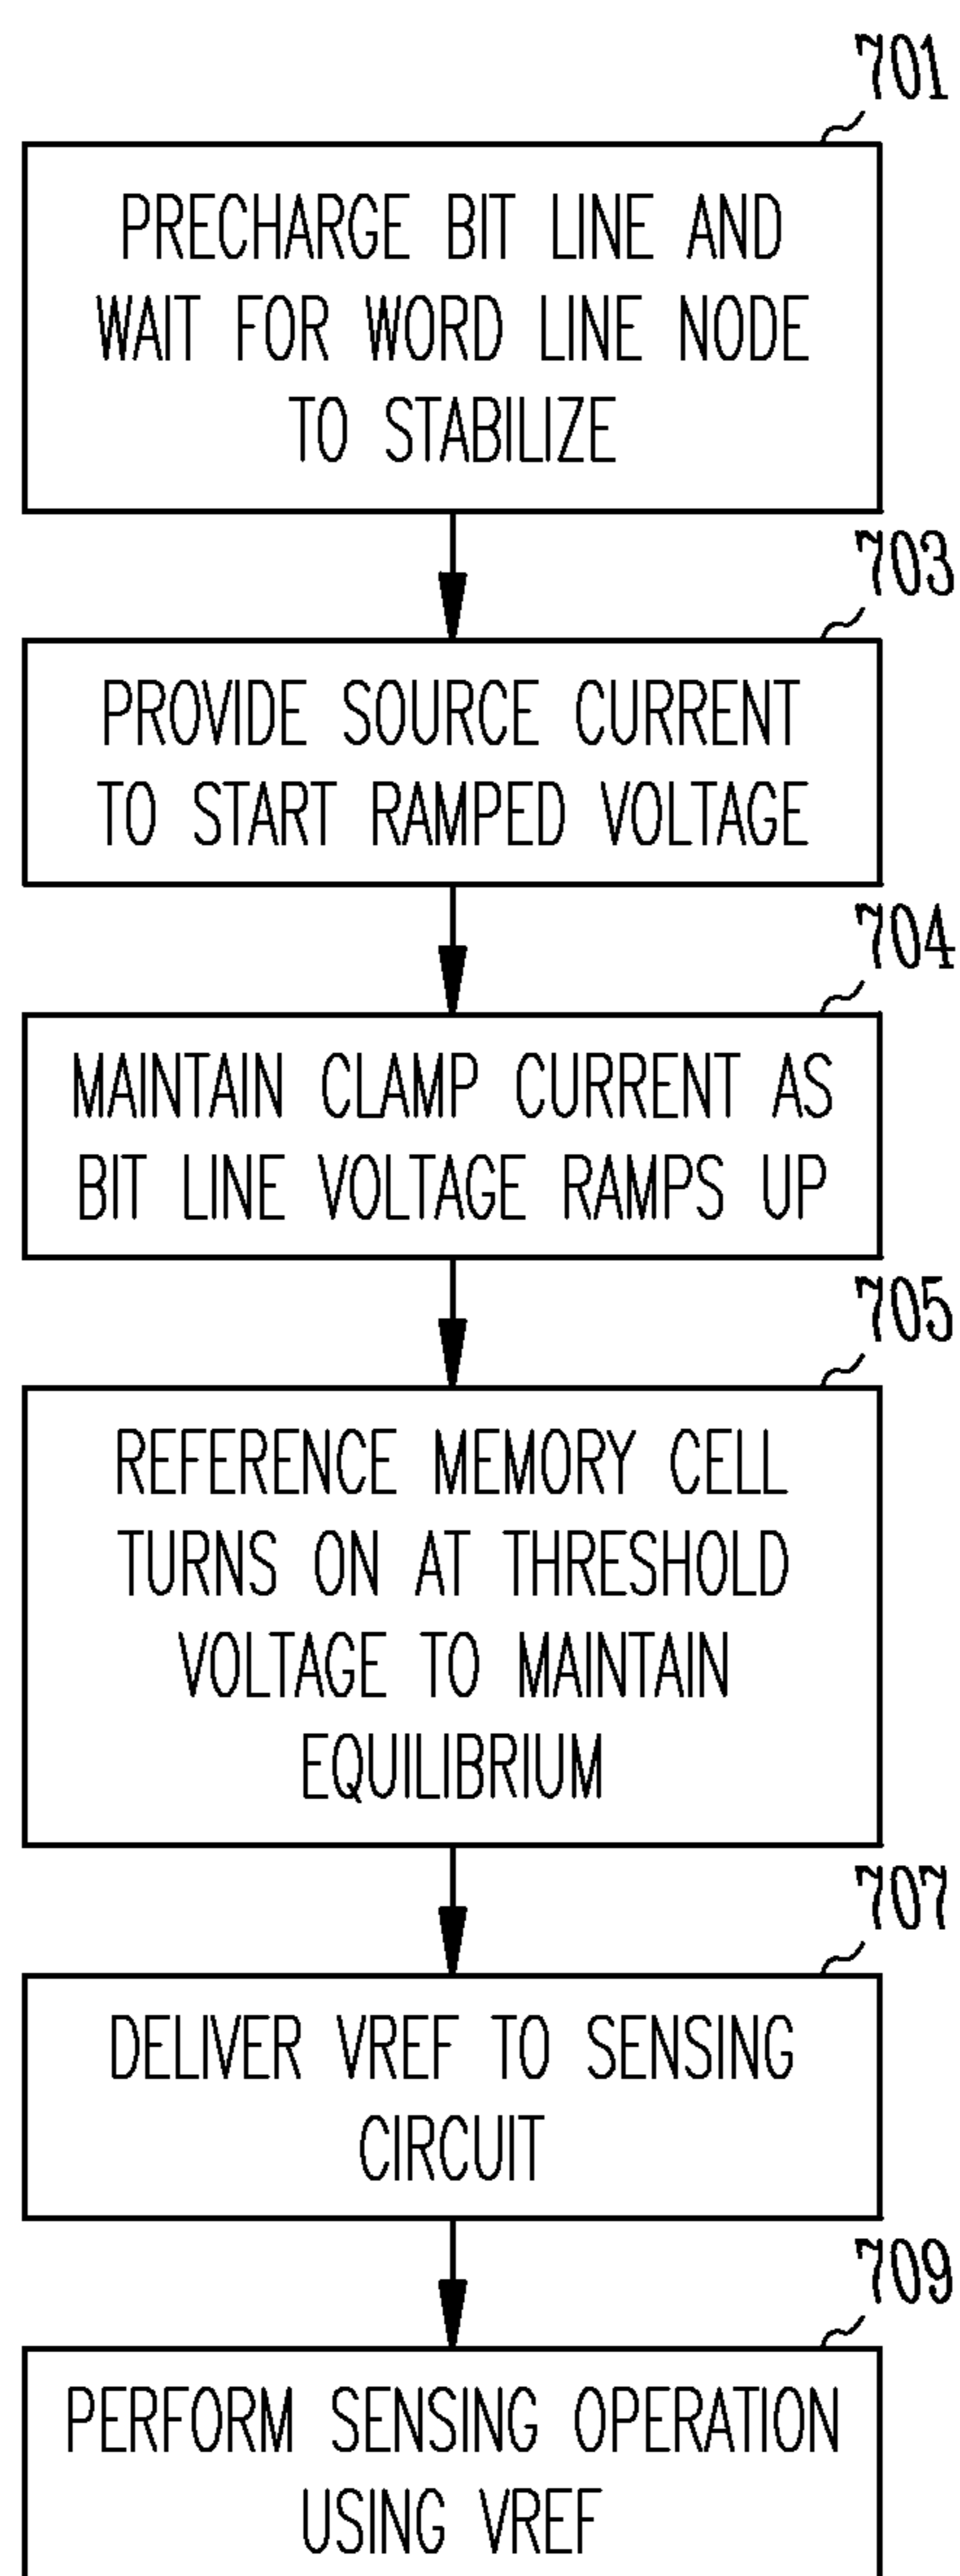 701
PRECHARGE BIT LINE AND
WAIT FOR WORD LINE NODE
TO STABILIZE
703
PROVIDE SOURCE CURRENT
TO START RAMPED VOLTAGE
704
MAINTAIN CLAMP CURRENT AS
BIT LINE VOLTAGE RAMPS UP
705
REFERENCE MEMORY CELL
TURNS ON AT THRESHOLD
VOLTAGE TO MAINTAIN
EQUILIBRIUM
707
DELIVER VREF TO SENSING
CIRCUIT
709
PERFORM SENSING OPERATION
USING VREF